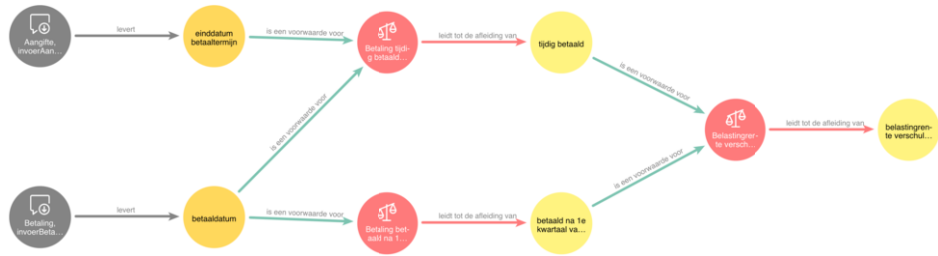 Aangifte,
invoerAan...
levert
einddatum
betaaltermijn
is een voorwaarde voor
Betaling tijdi-
g betaald...
leidt tot de afleiding van
tijdig betaald
is een voorwaarde voor
is een voorwaarde voor
Belastingren-
te versch...
leidt tot de afleiding van
belastingren-
te verschul...
Betaling,
invoerBeta...
levert
betaaldatum
is een voorwaarde voor
Betaling bet-
aald na 1...
leidt tot de afleiding van
betaald na 1e
kwartaal va...
is een voorwaarde voor